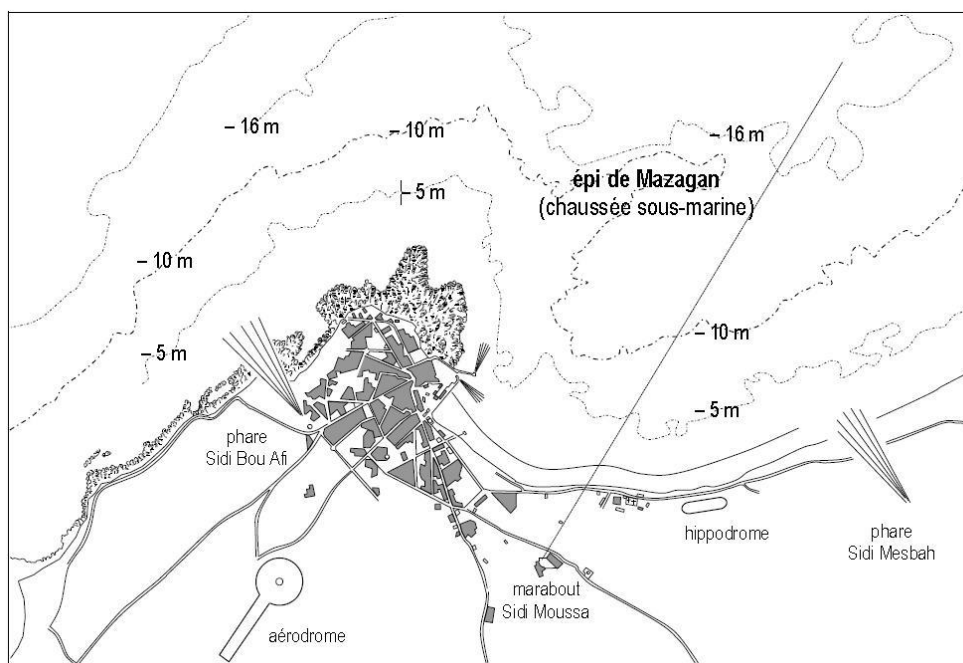 – 16 m
– 10 m
– 16 m
épi de Mazagan
(chaussée sous-marine)
– 5 m
– 10 m
– 10 m
– 5 m
– 5 m
phare
Sidi Bou Afi
hippodrome
phare
Sidi Mesbah
marabout
Sidi Moussa
aérodrome